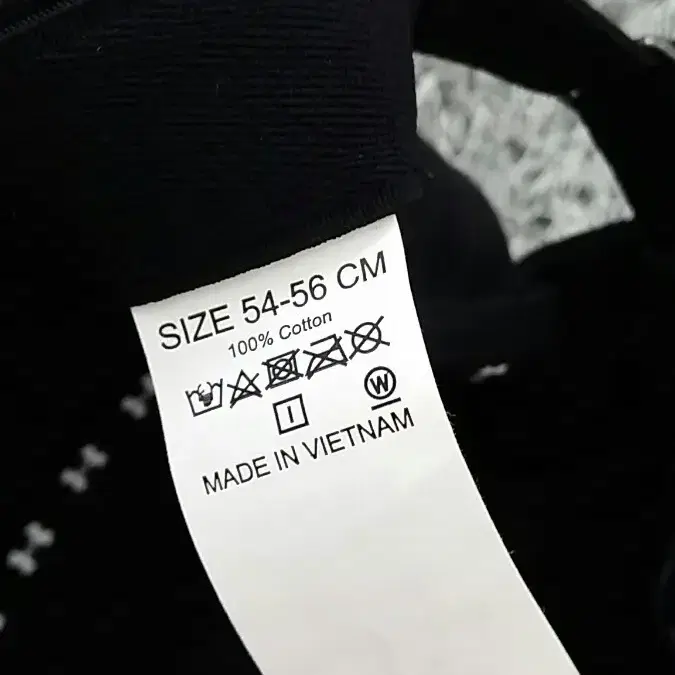 SIZE 54-56 CM
100% Cotton
I W
MADE IN VIETNAM